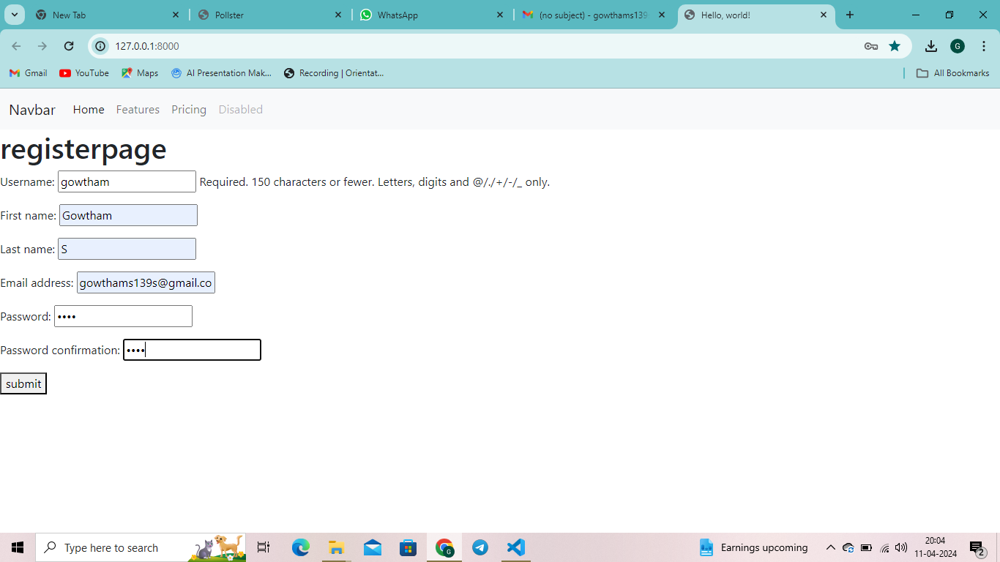 New Tab
Pollster
WhatsApp
(no subject) - gowthams139
Hello, world!
127.0.0.1:8000
G
Gmail
YouTube
Maps
AI Presentation Mak...
Recording | Orientat...
All Bookmarks
Navbar Home Features Pricing Disabled
registerpage
Username: gowtham Required. 150 characters or fewer. Letters, digits and @/./+/-/_ only.
First name: Gowtham
Last name: S
Email address: gowthams139s@gmail.co
Password: ••••
Password confirmation: ••••
submit
Type here to search
G
Earnings upcoming
20:04
11-04-2024
2